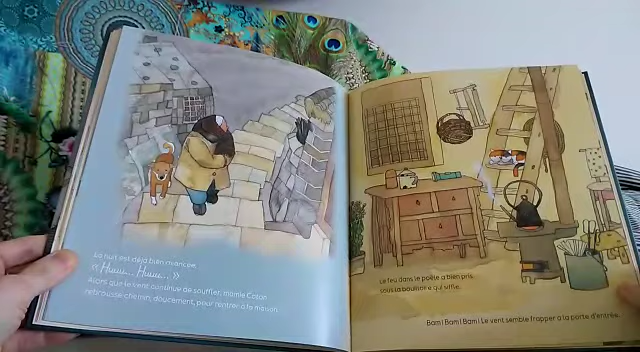 La nuit est déjà bien avancée.
« Huuu... Huuu... »
Alors que le vent continue de souffler, mamie Coton
rebrousse chemin, doucement, pour rentrer à la maison.
Le feu dans le poêle a bien pris
sous la bouilloire qui siffle.
Bam ! Bam ! Bam ! Le vent semble frapper à la porte d'entrée.